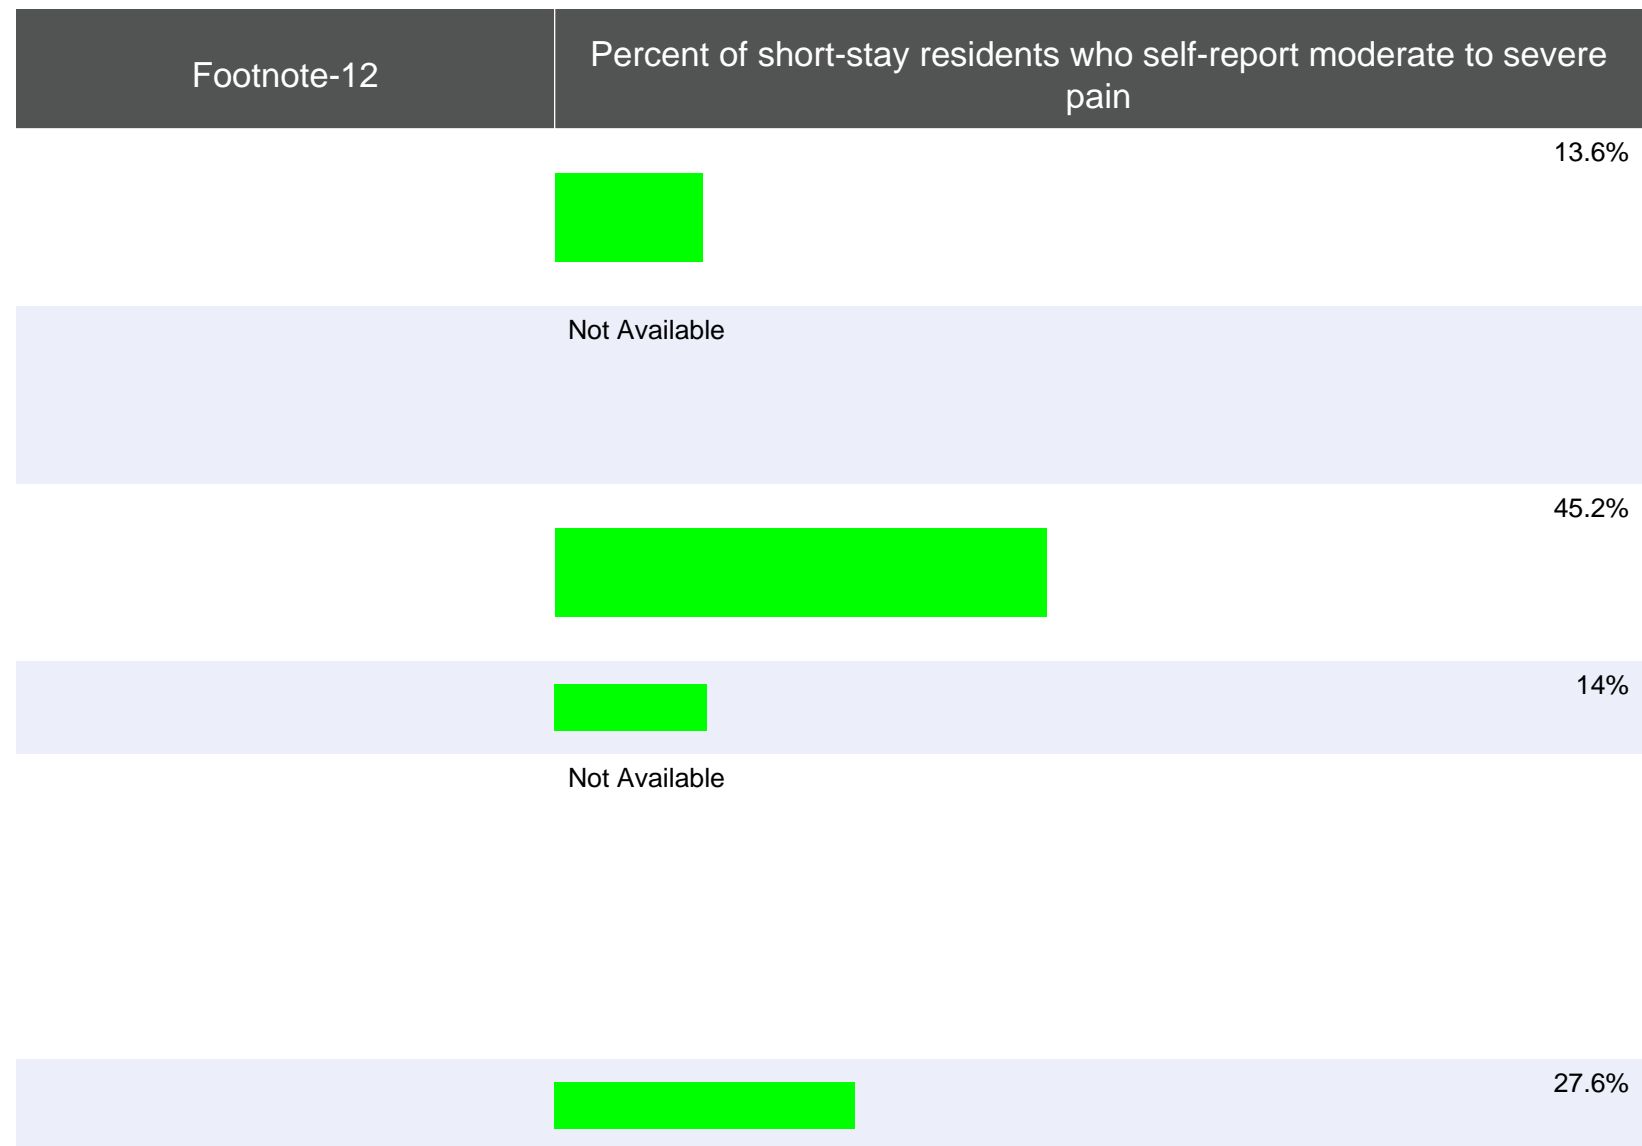 Footnote-12
Percent of short-stay residents who self-report moderate to severe
pain
13.6%
Not Available
45.2%
14%
Not Available
27.6%